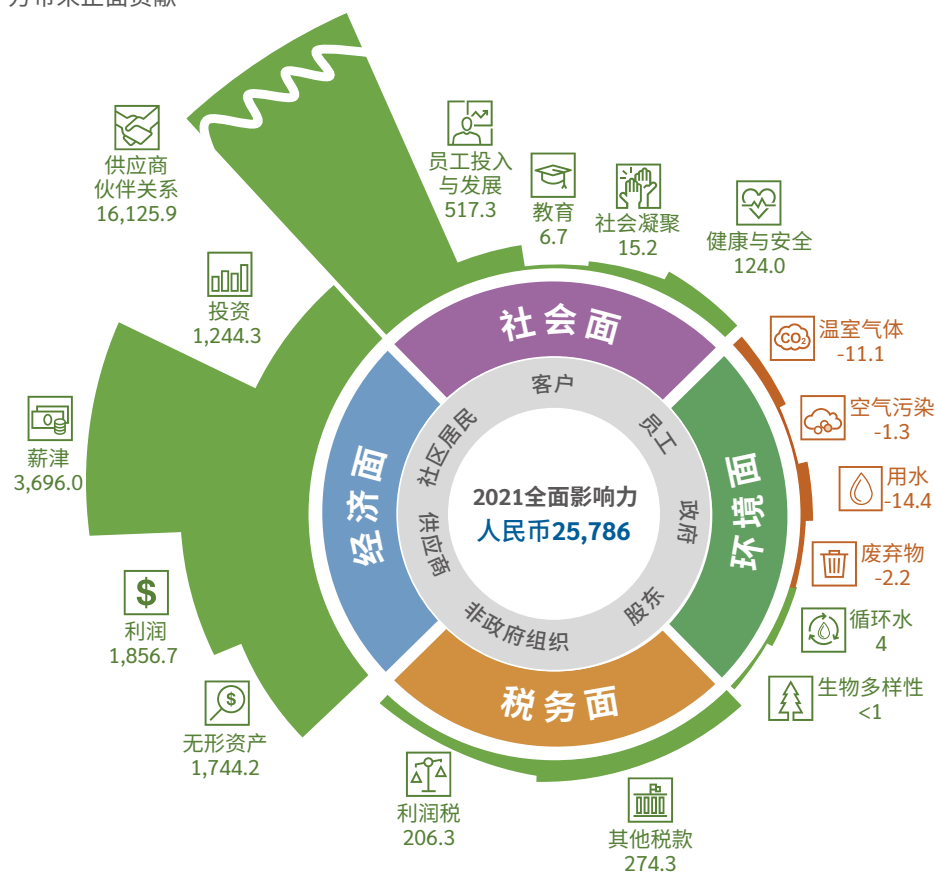 供应商
伙伴关系
16,125.9
员工投入
与发展
517.3
教育
6.7
社会凝聚
15.2
健康与安全
124.0
投资
1,244.3
薪津
3,696.0
$
利润
1,856.7
$
无形资产
1,744.2
CO₂
温室气体
-11.1
空气污染
-1.3
用水
-14.4
废弃物
-2.2
循环水
4
生物多样性
<1
利润税
206.3
其他税款
274.3
社会面
环境面
税务面
经济面
客户
员工
政府
股东
非政府组织
供应商
社区居民
2021全面影响力
人民币25,786